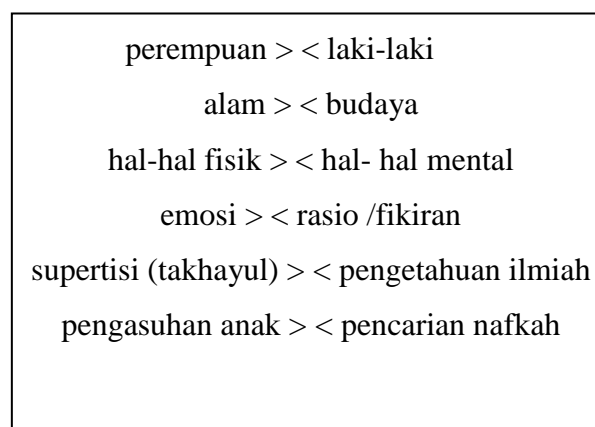 perempuan > < laki-laki
alam > < budaya
hal-hal fisik > < hal- hal mental
emosi > < rasio /fikiran
supertisi (takhayul) > < pengetahuan ilmiah
pengasuhan anak > < pencarian nafkah